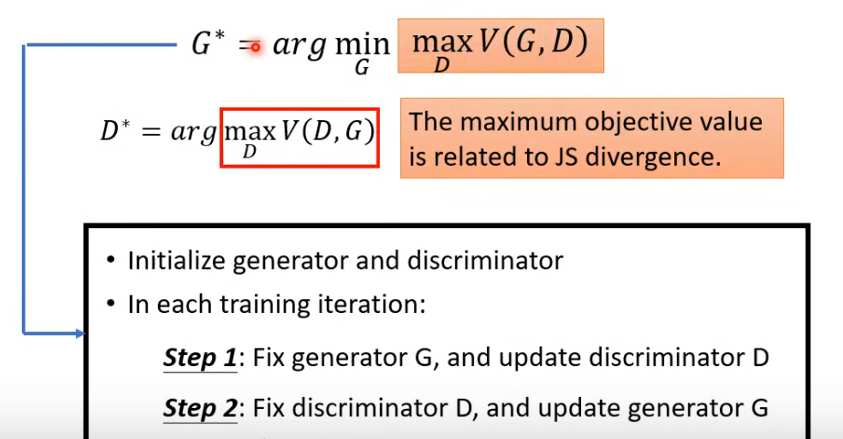 G* = arg min_G max_D V(G, D)
D* = arg max_D V(D, G)
The maximum objective value
is related to JS divergence.
• Initialize generator and discriminator
• In each training iteration:
Step 1: Fix generator G, and update discriminator D
Step 2: Fix discriminator D, and update generator G